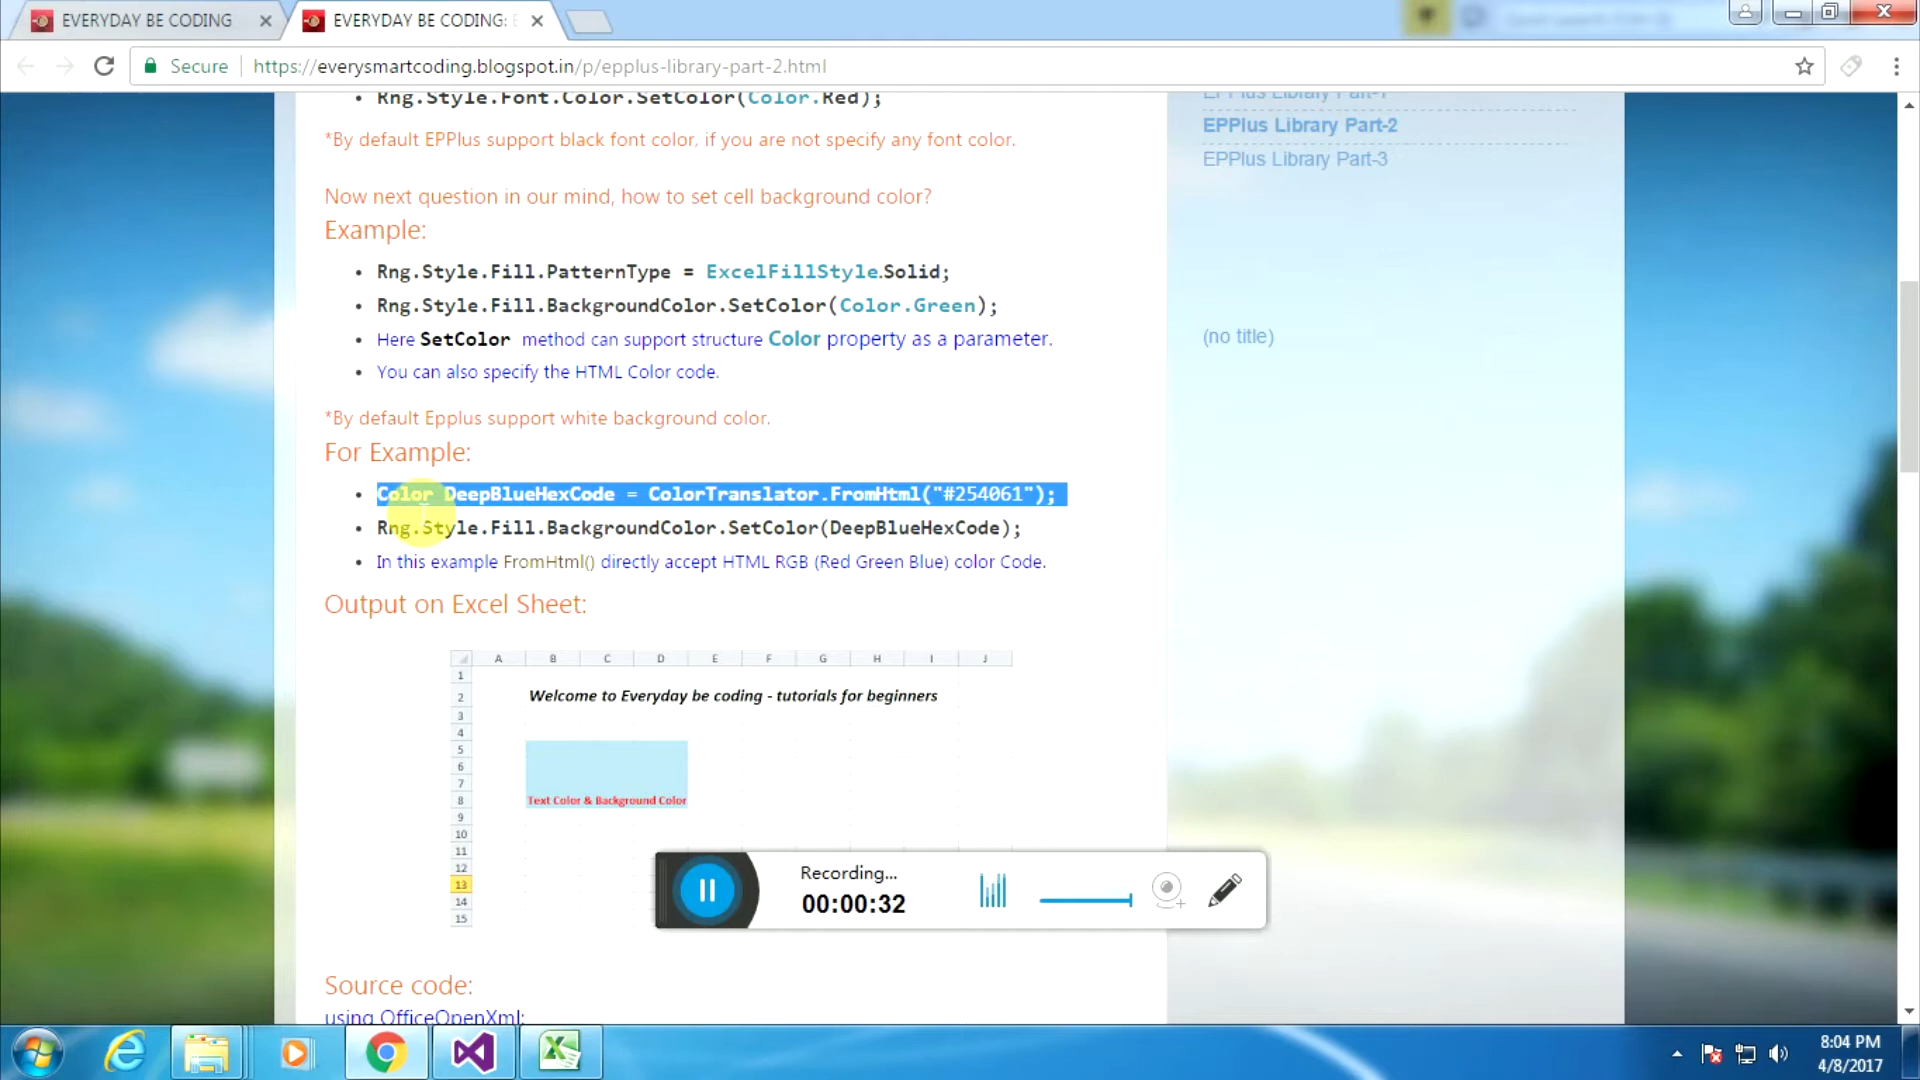 EVERYDAY BE CODING
EVERYDAY BE CODING:
Secure
https://everysmartcoding.blogspot.in/p/epplus-library-part-2.html
• Rng.Style.Font.Color.SetColor(Color.Red);
*By default EPPlus support black font color, if you are not specify any font color.
Now next question in our mind, how to set cell background color?
Example:
• Rng.Style.Fill.PatternType = ExcelFillStyle.Solid;
• Rng.Style.Fill.BackgroundColor.SetColor(Color.Green);
• Here SetColor method can support structure Color property as a parameter.
• You can also specify the HTML Color code.
*By default Epplus support white background color.
For Example:
• Color DeepBlueHexCode = ColorTranslator.FromHtml("#254061");
• Rng.Style.Fill.BackgroundColor.SetColor(DeepBlueHexCode);
• In this example FromHtml() directly accept HTML RGB (Red Green Blue) color Code.
Output on Excel Sheet:
A B C D E F G H I J
1
2 Welcome to Everyday be coding - tutorials for beginners
3
4
5
6
7
8 Text Color & Background Color
9
10
11
12
13
14
15
Source code:
using OfficeOpenXml;
EPPlus Library Part-1
EPPlus Library Part-2
EPPlus Library Part-3
(no title)
Recording...
00:00:32
8:04 PM
4/8/2017